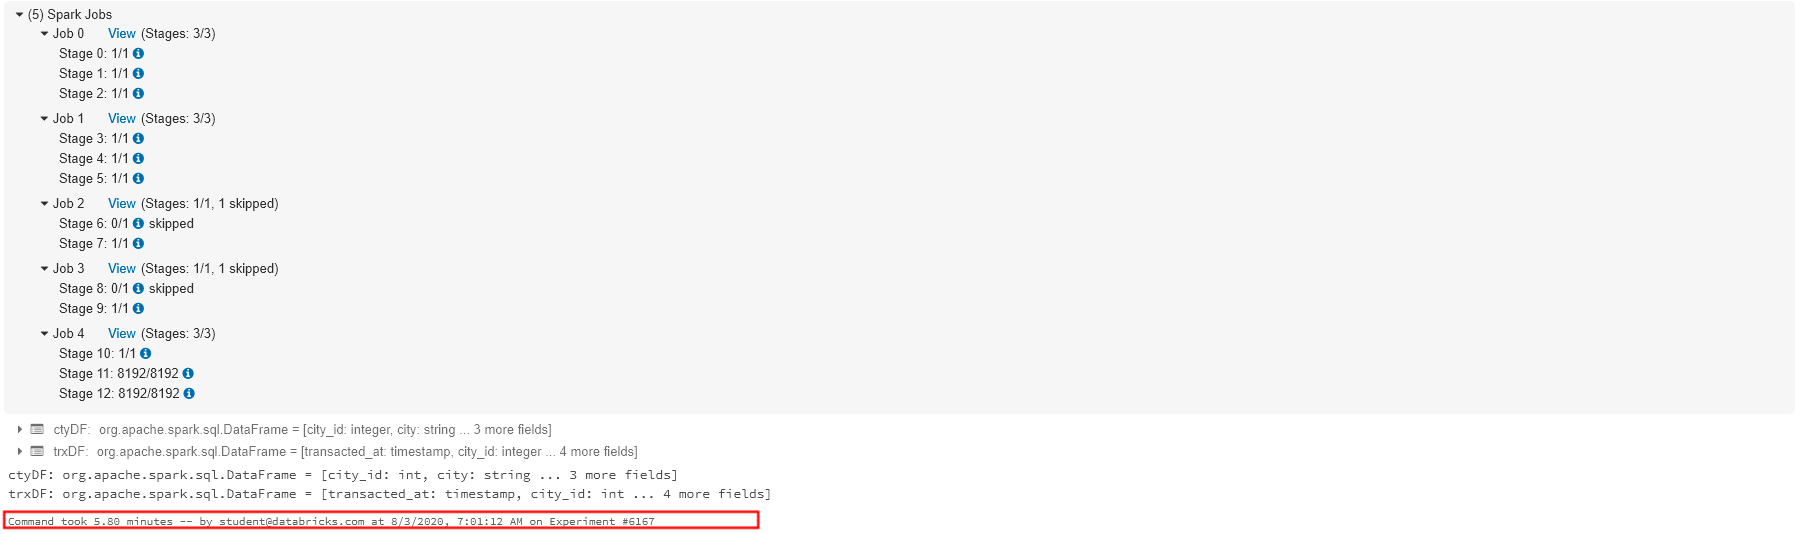 (5) Spark Jobs
Job 0 View (Stages: 3/3)
Stage 0: 1/1
Stage 1: 1/1
Stage 2: 1/1
Job 1 View (Stages: 3/3)
Stage 3: 1/1
Stage 4: 1/1
Stage 5: 1/1
Job 2 View (Stages: 1/1, 1 skipped)
Stage 6: 0/1 skipped
Stage 7: 1/1
Job 3 View (Stages: 1/1, 1 skipped)
Stage 8: 0/1 skipped
Stage 9: 1/1
Job 4 View (Stages: 3/3)
Stage 10: 1/1
Stage 11: 8192/8192
Stage 12: 8192/8192
ctyDF: org.apache.spark.sql.DataFrame = [city_id: integer, city: string ... 3 more fields]
trxDF: org.apache.spark.sql.DataFrame = [transacted_at: timestamp, city_id: integer ... 4 more fields]
ctyDF: org.apache.spark.sql.DataFrame = [city_id: int, city: string ... 3 more fields]
trxDF: org.apache.spark.sql.DataFrame = [transacted_at: timestamp, city_id: int ... 4 more fields]
Command took 5.80 minutes -- by student@databricks.com at 8/3/2020, 7:01:12 AM on Experiment #6167